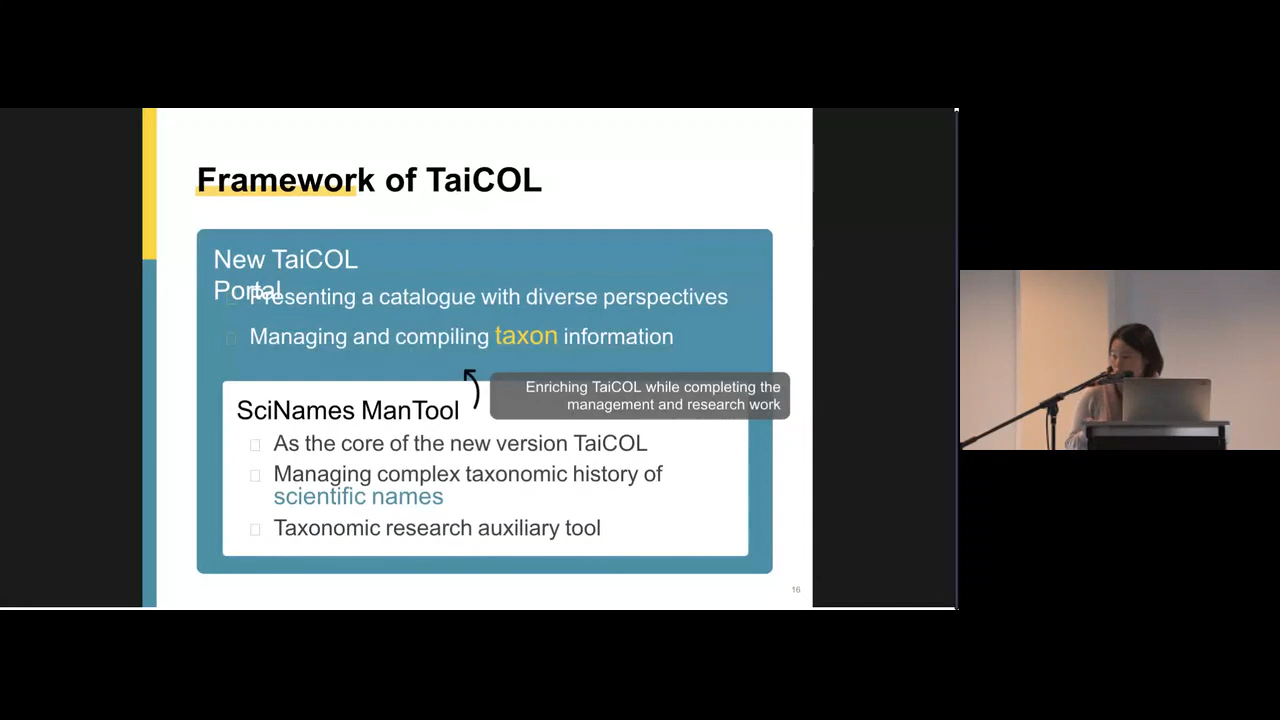 Framework of TaiCOL
New TaiCOL
Portal
Presenting a catalogue with diverse perspectives
Managing and compiling taxon information
Enriching TaiCOL while completing the
management and research work
SciNames ManTool
As the core of the new version TaiCOL
Managing complex taxonomic history of
scientific names
Taxonomic research auxiliary tool
16